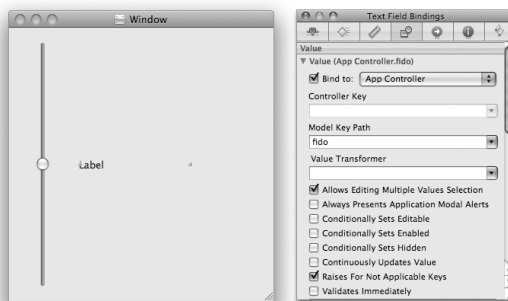 Window
Label
Text Field Bindings
Value
Value (App Controller.fido)
Bind to: App Controller
Controller Key
Model Key Path
fido
Value Transformer
Allows Editing Multiple Values Selection
Always Presents Application Modal Alerts
Conditionally Sets Editable
Conditionally Sets Enabled
Conditionally Sets Hidden
Continuously Updates Value
Raises For Not Applicable Keys
Validates Immediately